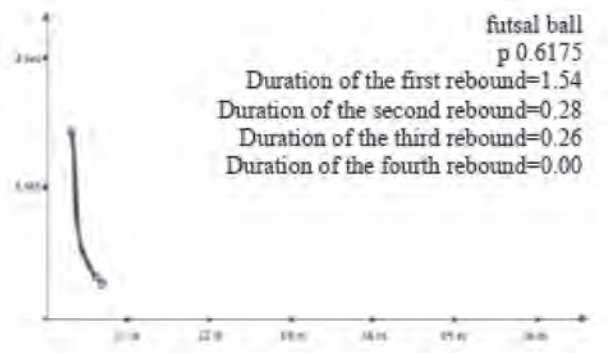 futsal ball
p 0.6175
Duration of the first rebound=1.54
Duration of the second rebound=0.28
Duration of the third rebound=0.26
Duration of the fourth rebound=0.00